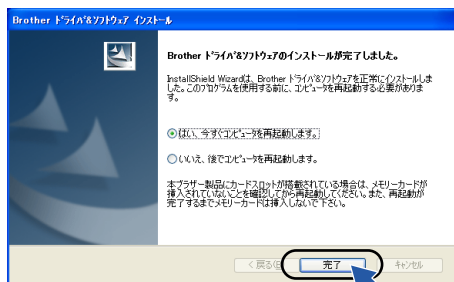 Brother ﾄﾞﾗｲﾊﾞ&ｿﾌﾄｳｪｱ ｲﾝｽﾄｰﾙ
Brother ﾄﾞﾗｲﾊﾞ&ｿﾌﾄｳｪｱのインストールが完了しました。
InstallShield Wizardは、Brother ﾄﾞﾗｲﾊﾞ&ｿﾌﾄｳｪｱを正常にインストールしま
した。このプログラムを使用する前に、コンピュータを再起動する必要がありま
す。
はい、今すぐコンピュータを再起動します。
いいえ、後でコンピュータを再起動します。
本ブラザー製品にカードスロットが搭載されている場合は、メモリーカードが
挿入されていないことを確認してから再起動してください。また、再起動が
完了するまでメモリーカードは挿入しないで下さい。
< 戻る(B)
完了
キャンセル